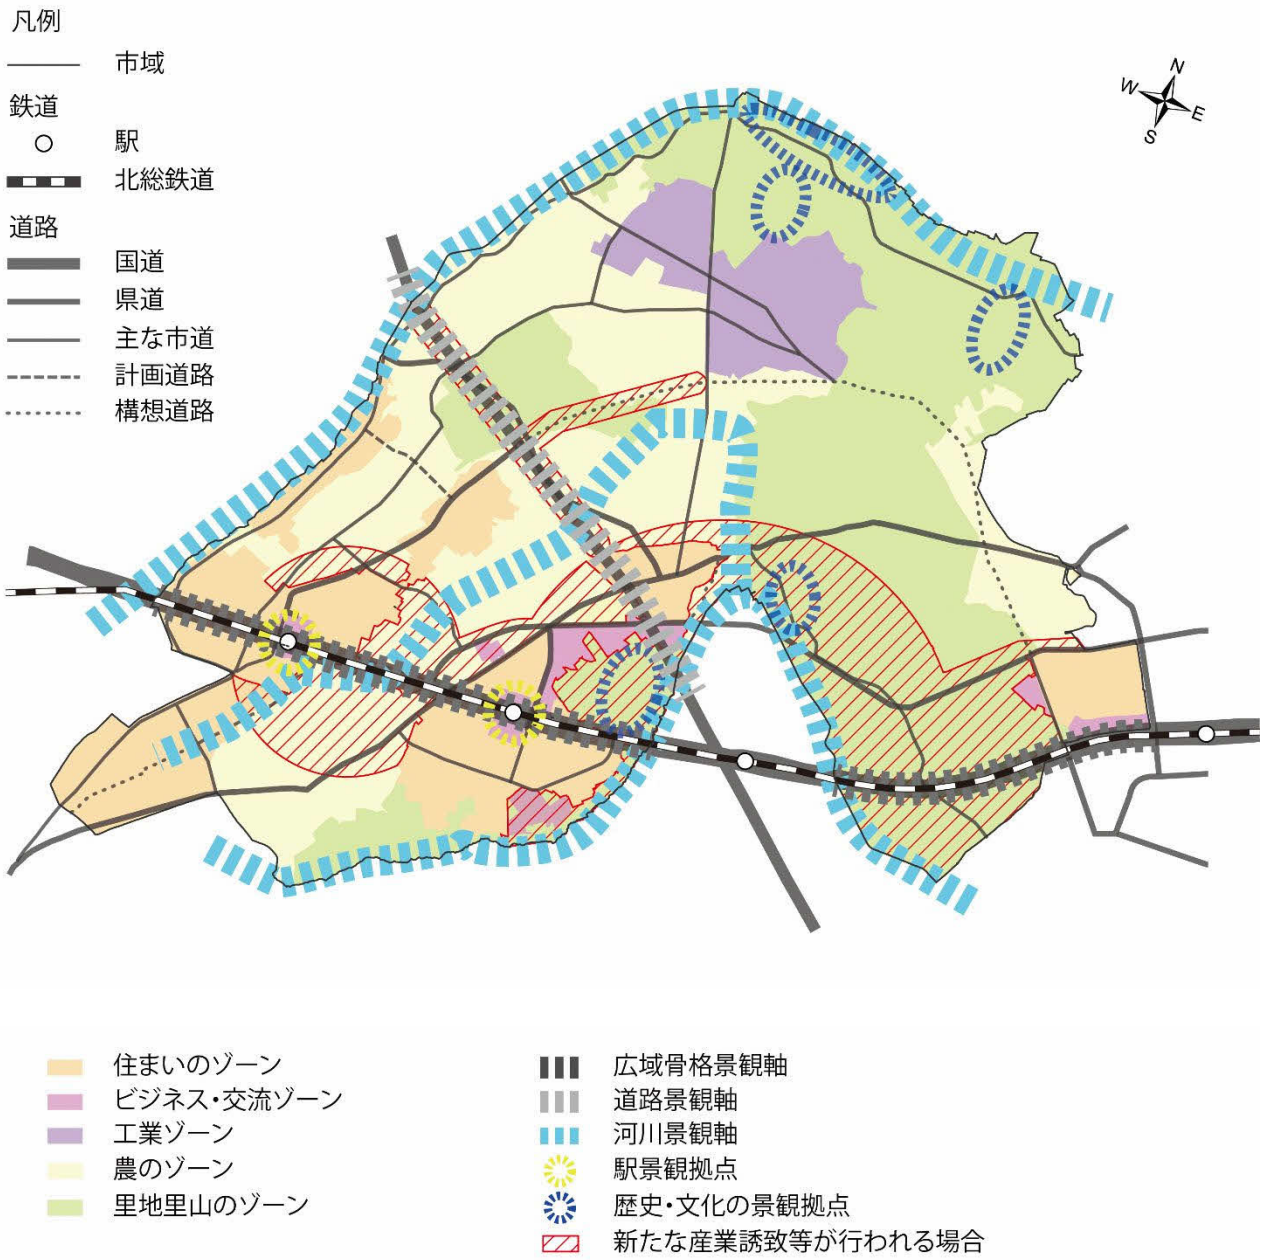 凡例
市域
鉄道
駅
北総鉄道
道路
国道
県道
主な市道
計画道路
構想道路
N
W
E
S
住まいのゾーン
ビジネス・交流ゾーン
工業ゾーン
農のゾーン
里地里山のゾーン
広域骨格景観軸
道路景観軸
河川景観軸
駅景観拠点
歴史・文化の景観拠点
新たな産業誘致等が行われる場合